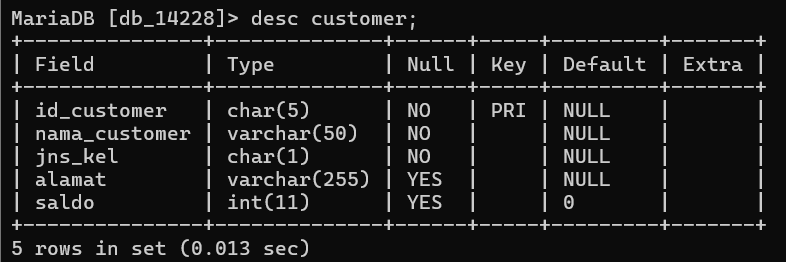 MariaDB [db_14228]> desc customer;
+---------------+--------------+------+-----+---------+-------+
| Field         | Type         | Null | Key | Default | Extra |
+---------------+--------------+------+-----+---------+-------+
| id_customer   | char(5)      | NO   | PRI | NULL    |       |
| nama_customer | varchar(50)  | NO   |     | NULL    |       |
| jns_kel       | char(1)      | NO   |     | NULL    |       |
| alamat        | varchar(255) | YES  |     | NULL    |       |
| saldo         | int(11)      | YES  |     | 0       |       |
+---------------+--------------+------+-----+---------+-------+
5 rows in set (0.013 sec)